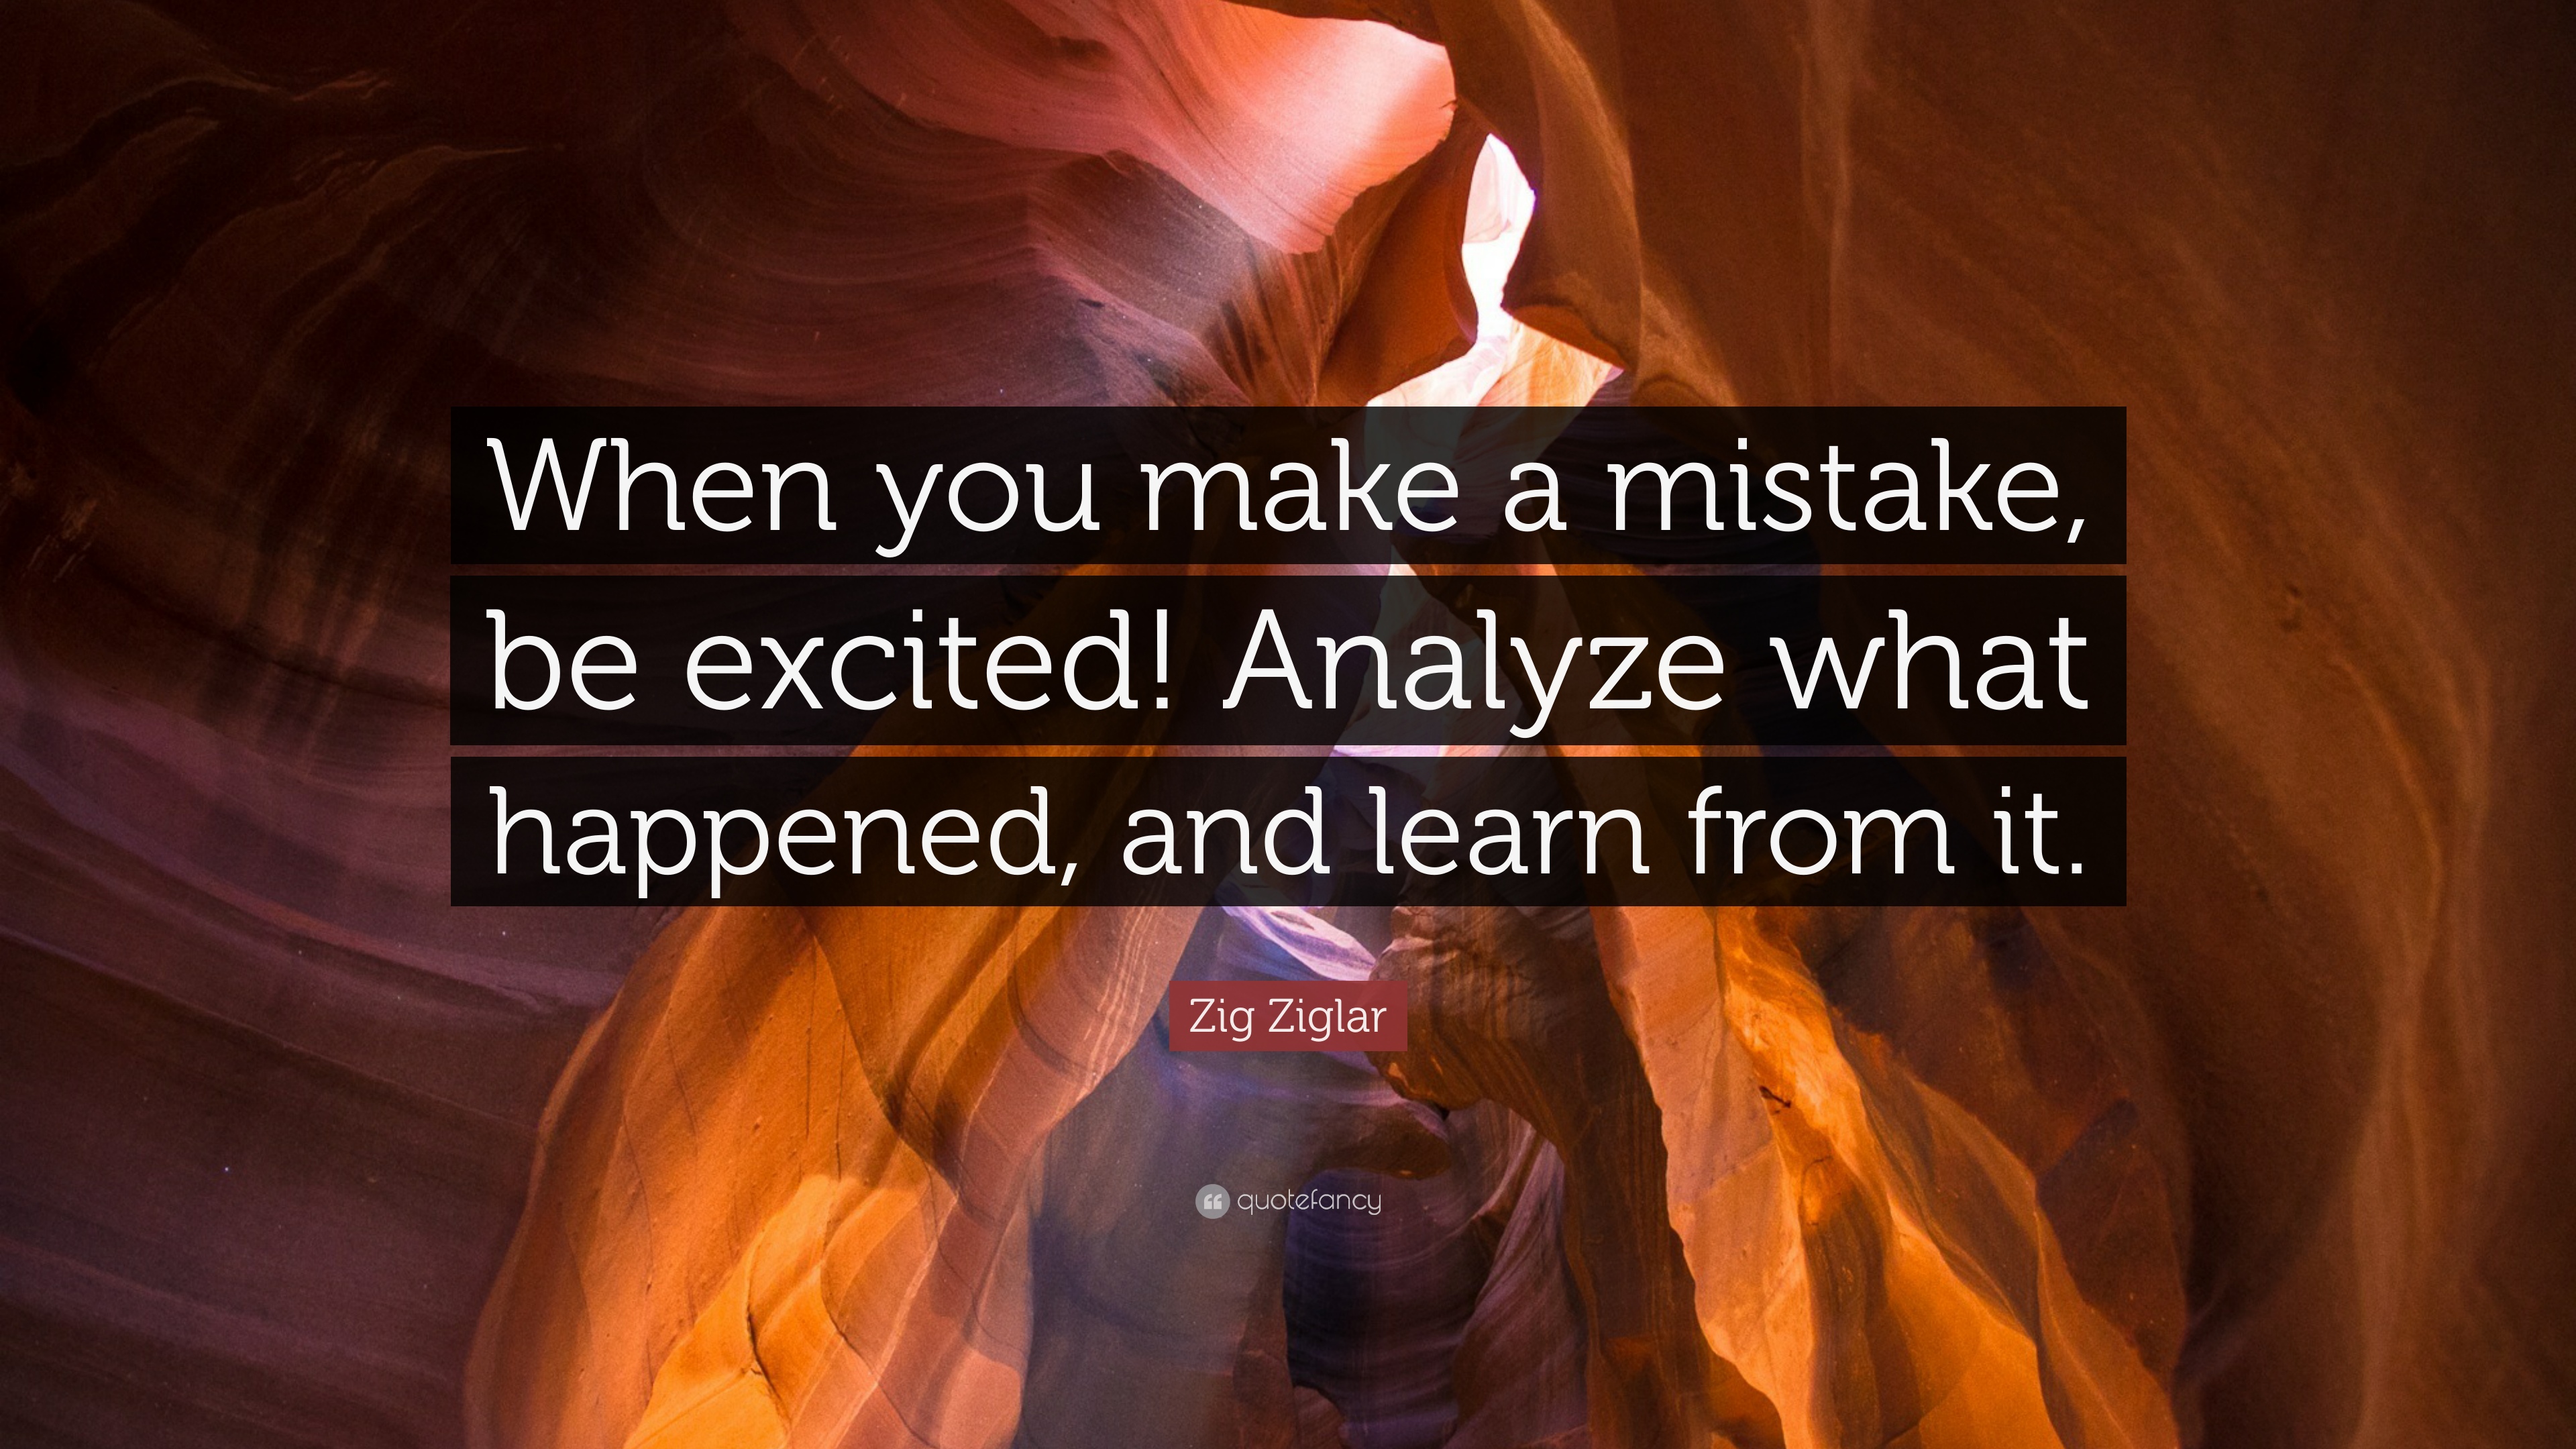 When you make a mistake,
be excited! Analyze what
happened, and learn from it.
Zig Ziglar
quotefancy